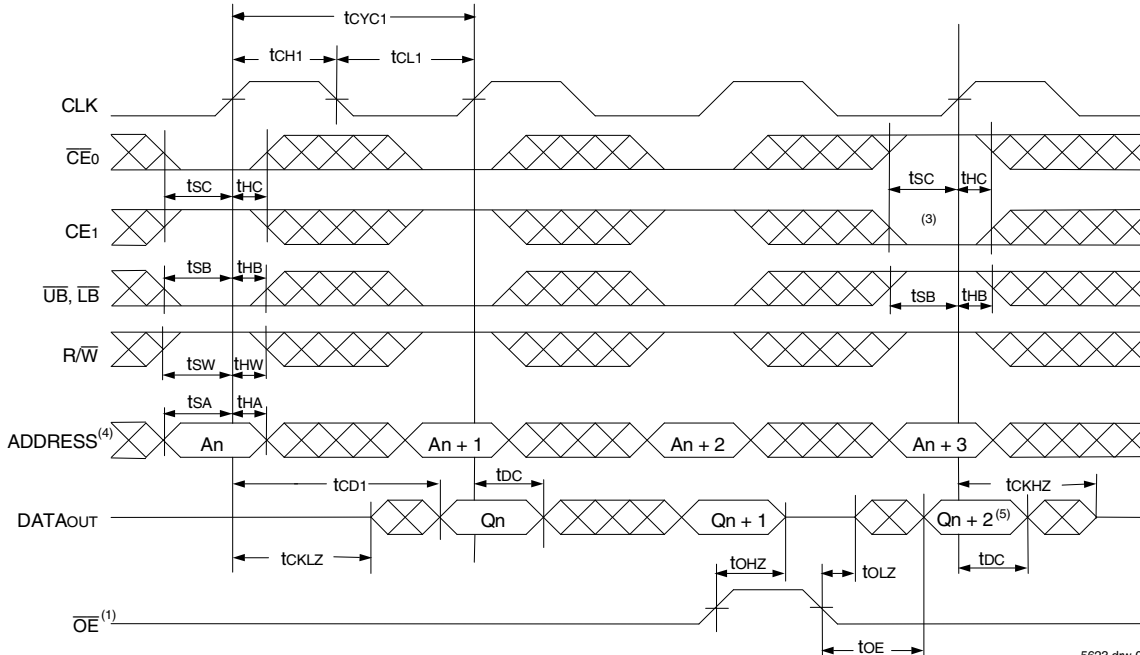 tCYC1
tCH1 tCL1
CLK
CE0
tSC tHC tSC tHC
CE1 (3)
tSB tHB
UB, LB tSB tHB
R/W
tSW tHW
tSA tHA
ADDRESS(4) An An + 1 An + 2 An + 3
tCD1 tDC tCKHZ
DATAOUT Qn Qn + 1 Qn + 2(5)
tCKLZ tOHZ tOLZ tDC
OE(1)
tOE